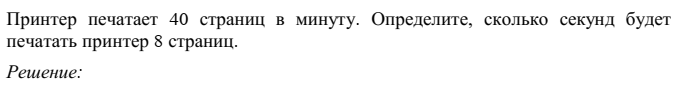 Принтер печатает 40 страниц в минуту. Определите, сколько секунд будет
печатать принтер 8 страниц.
Решение: